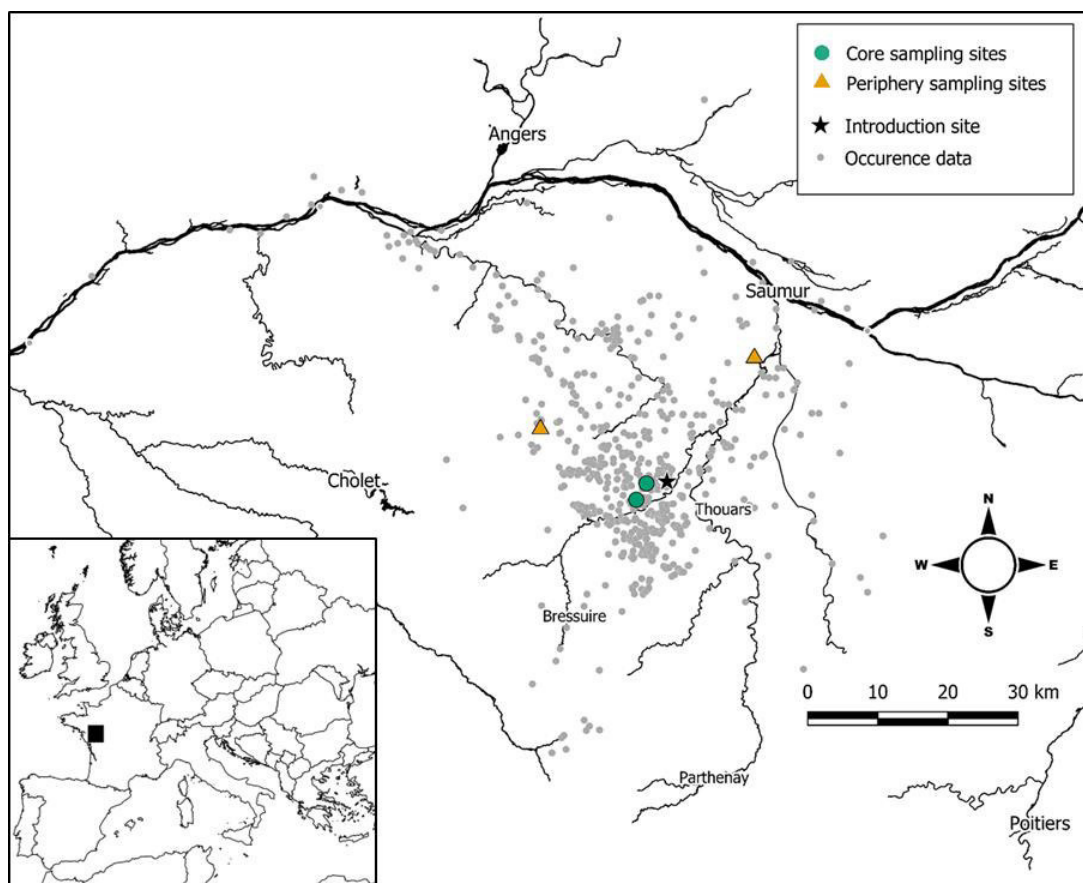 Core sampling sites
Periphery sampling sites
Introduction site
Occurence data
Angers
Saumur
Cholet
Thouars
Bressuire
Parthenay
Poitiers
N
W E
S
0 10 20 30 km